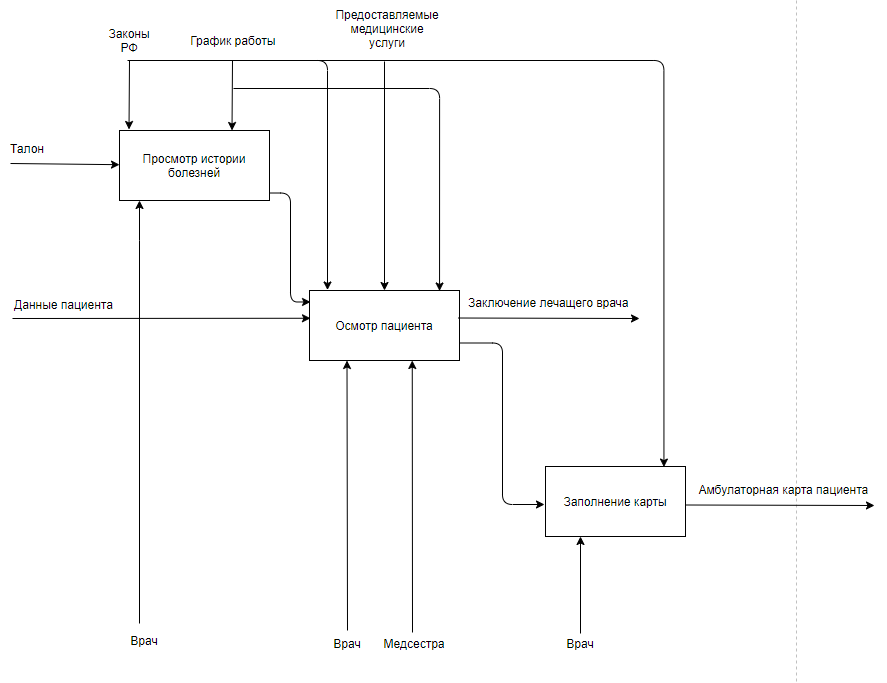 Предоставляемые
медицинские
услуги
Законы
РФ
График работы
Талон
Просмотр истории
болезней
Данные пациента
Заключение лечащего врача
Осмотр пациента
Амбулаторная карта пациента
Заполнение карты
Врач
Врач
Медсестра
Врач